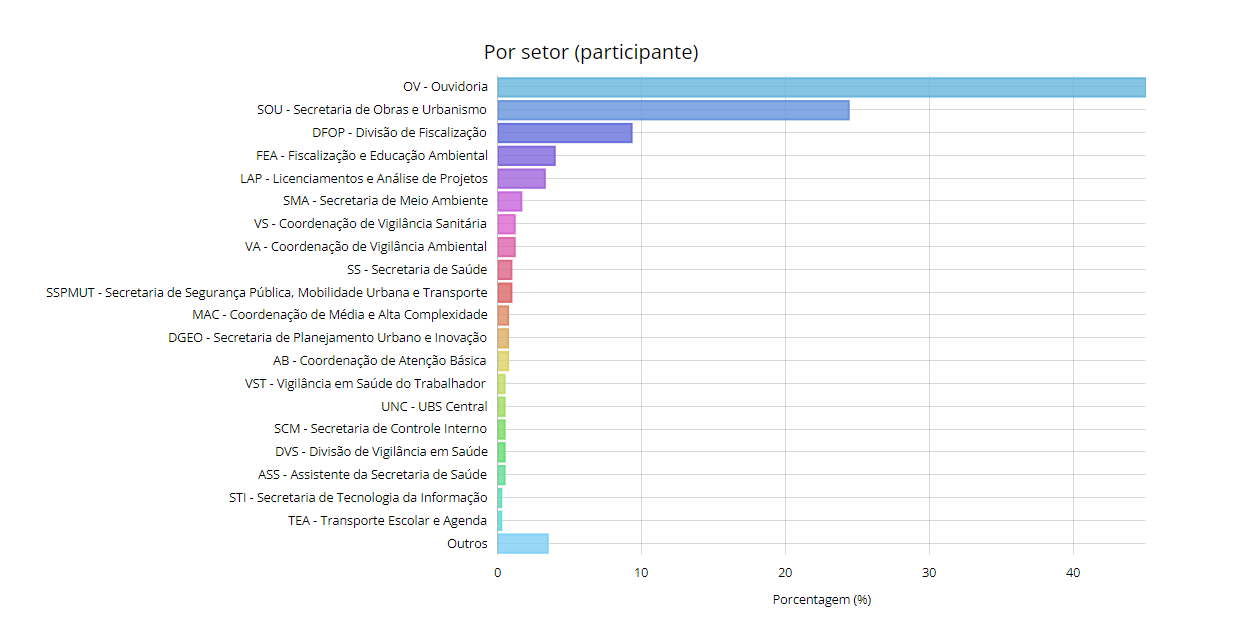 Por setor (participante)
OV - Ouvidoria
SOU - Secretaria de Obras e Urbanismo
DFOP - Divisão de Fiscalização
FEA - Fiscalização e Educação Ambiental
LAP - Licenciamentos e Análise de Projetos
SMA - Secretaria de Meio Ambiente
VS - Coordenação de Vigilância Sanitária
VA - Coordenação de Vigilância Ambiental
SS - Secretaria de Saúde
SSPMUT - Secretaria de Segurança Pública, Mobilidade Urbana e Transporte
MAC - Coordenação de Média e Alta Complexidade
DGEO - Secretaria de Planejamento Urbano e Inovação
AB - Coordenação de Atenção Básica
VST - Vigilância em Saúde do Trabalhador
UNC - UBS Central
SCM - Secretaria de Controle Interno
DVS - Divisão de Vigilância em Saúde
ASS - Assistente da Secretaria de Saúde
STI - Secretaria de Tecnologia da Informação
TEA - Transporte Escolar e Agenda
Outros
0 10 20 30 40
Porcentagem (%)